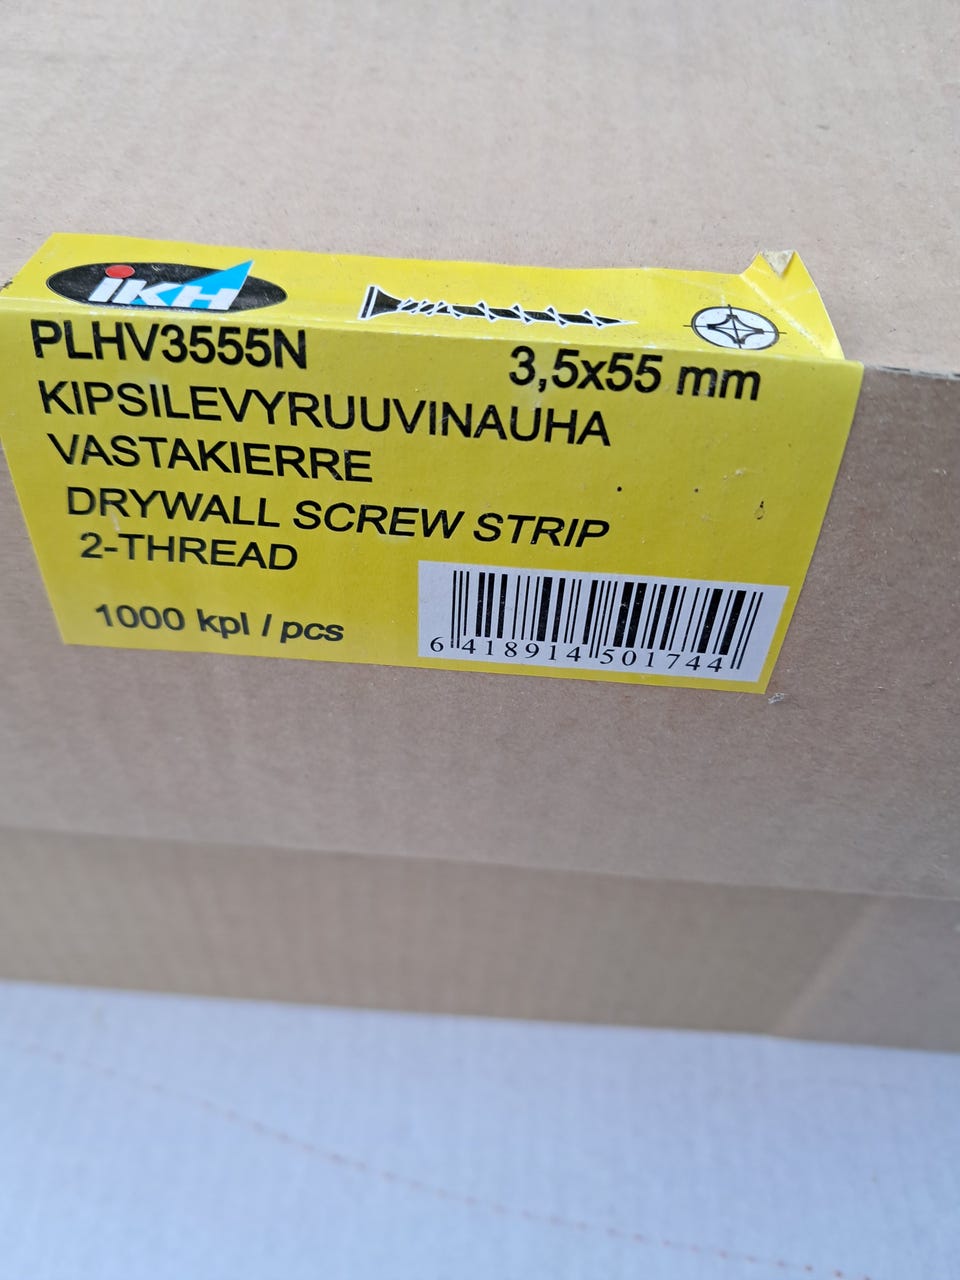 iKH
PLHV3555N
3,5x55 mm
KIPSILEVYRUUVINAUHA
VASTAKIERRE
DRYWALL SCREW STRIP
2-THREAD
1000 kpl / pcs
6 418914 501744